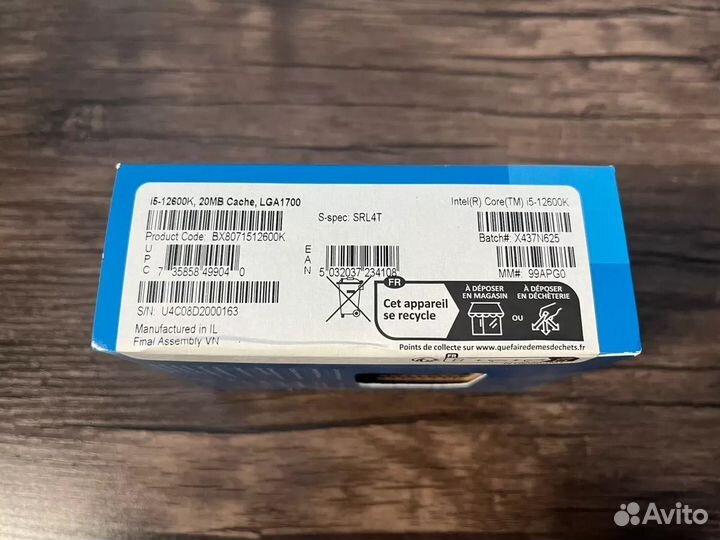 i5-12600K, 20MB Cache, LGA1700
S-spec: SRL4T
Intel(R) Core(TM) i5-12600K
Product Code: BX8071512600K
Batch#: X437N625
UPC
7 35858 49904 0
EAN
5 032037 234108
MM#: 99APG0
S/N: U4C08D2000163
Manufactured in IL
Final Assembly VN
FR
Cet appareil
se recycle
À DÉPOSER
EN MAGASIN
OU
À DÉPOSER
EN DÉCHÈTERIE
Points de collecte sur www.quefairedemesdechets.fr
FR
Avito